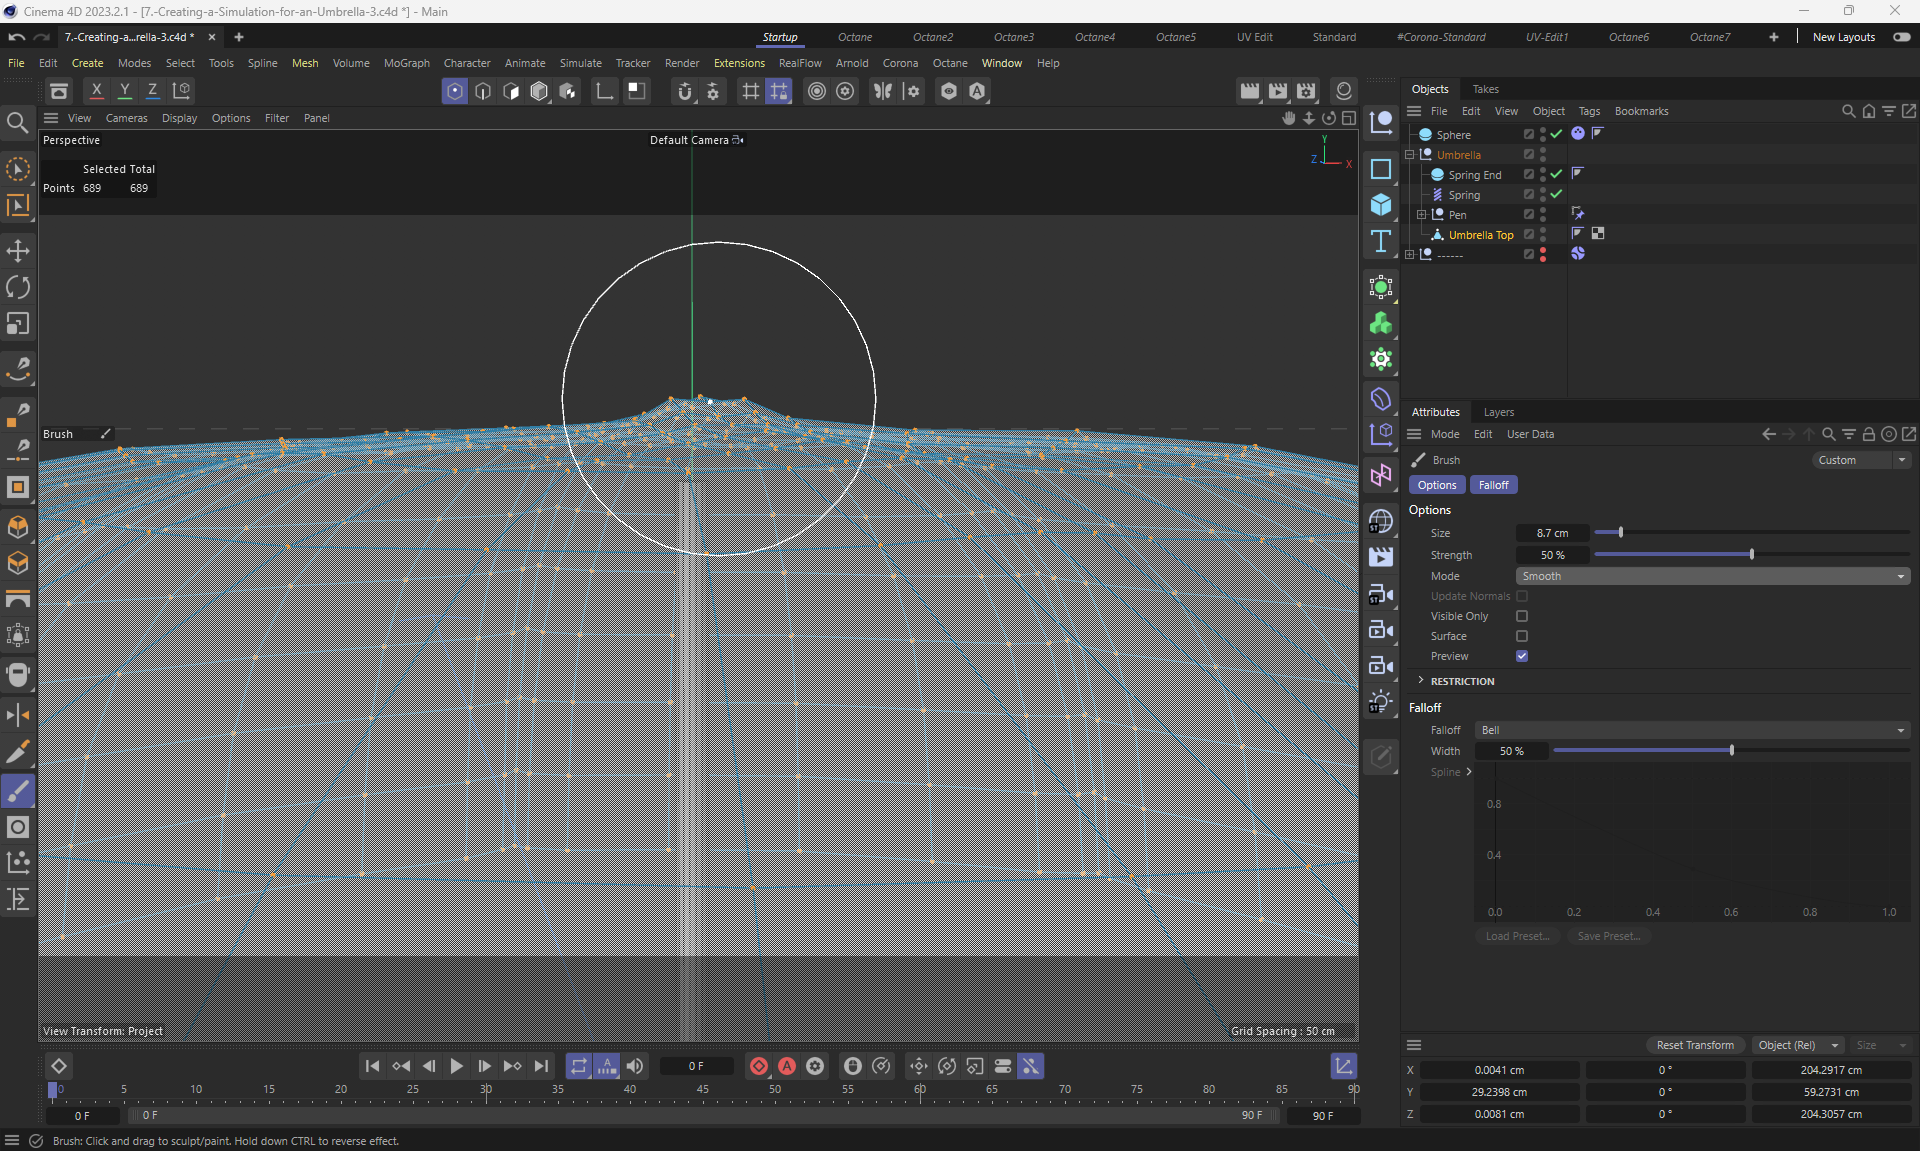 Cinema 4D 2023.2.1 - [7.-Creating-a-Simulation-for-an-Umbrella-3.c4d *] - Main
7.-Creating-a...rella-3.c4d *
Startup Octane Octane2 Octane3 Octane4 Octane5 UV Edit Standard #Corona-Standard UV-Edit1 Octane6 Octane7 New Layouts
File Edit Create Modes Select Tools Spline Mesh Volume MoGraph Character Animate Simulate Tracker Render Extensions RealFlow Arnold Corona Octane Window Help
X Y Z
View Cameras Display Options Filter Panel
Perspective
Default Camera
Y
Z X
Selected Total
Points 689 689
Brush
View Transform: Project
Grid Spacing : 50 cm
Objects Takes
File Edit View Object Tags Bookmarks
Sphere
Umbrella
Spring End
Spring
Pen
Umbrella Top
------
Attributes Layers
Mode Edit User Data
Brush Custom
Options Falloff
Options
Size 8.7 cm
Strength 50 %
Mode Smooth
Update Normals
Visible Only
Surface
Preview
RESTRICTION
Falloff
Falloff Bell
Width 50 %
Spline
0.8
0.4
0.0 0.2 0.4 0.6 0.8 1.0
Load Preset... Save Preset...
Reset Transform Object (Rel) Size
X 0.0041 cm 0 ° 204.2917 cm
Y 29.2398 cm 0 ° 59.2731 cm
Z 0.0081 cm 0 ° 204.3057 cm
0 F
0 5 10 15 20 25 30 35 40 45 50 55 60 65 70 75 80 85 90
0 F 0 F 90 F 90 F
Brush: Click and drag to sculpt/paint. Hold down CTRL to reverse effect.